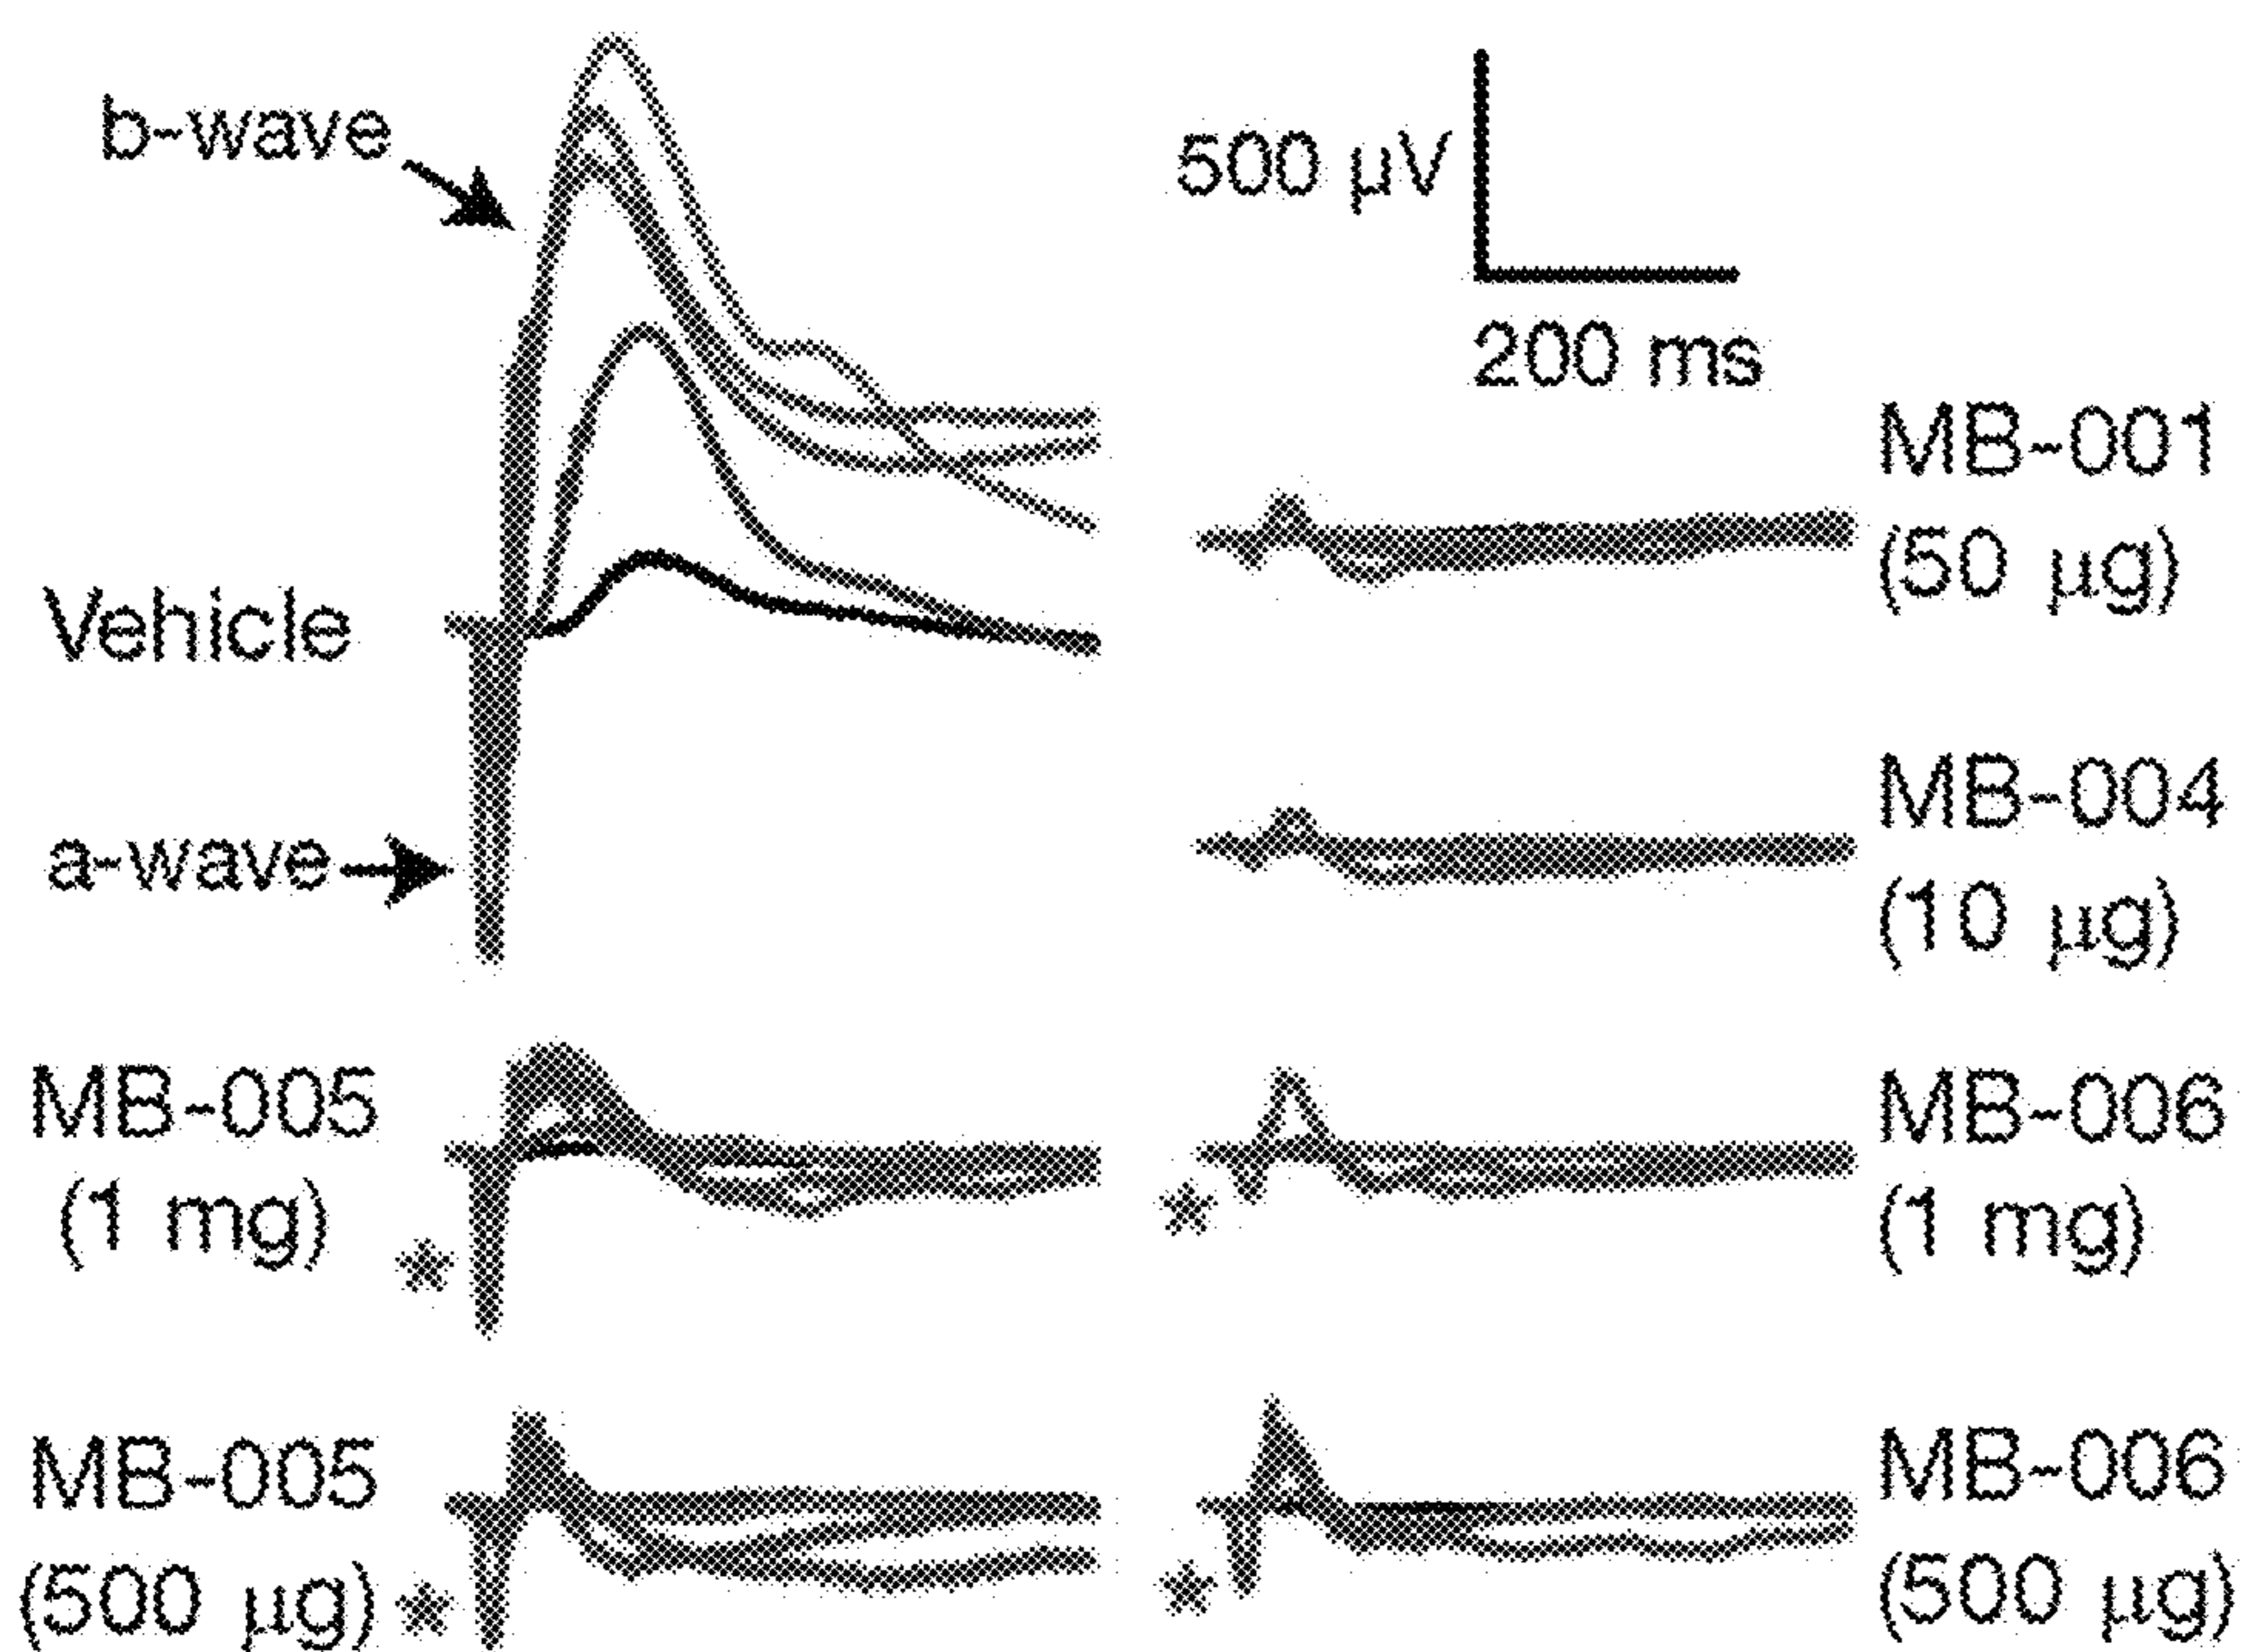 b-wave
500 µV
200 ms
MB-001
(50 µg)
Vehicle
MB-004
(10 µg)
a-wave
MB-005
(1 mg)
*
MB-006
(1 mg)
*
MB-005
(500 µg)
*
MB-006
(500 µg)
*